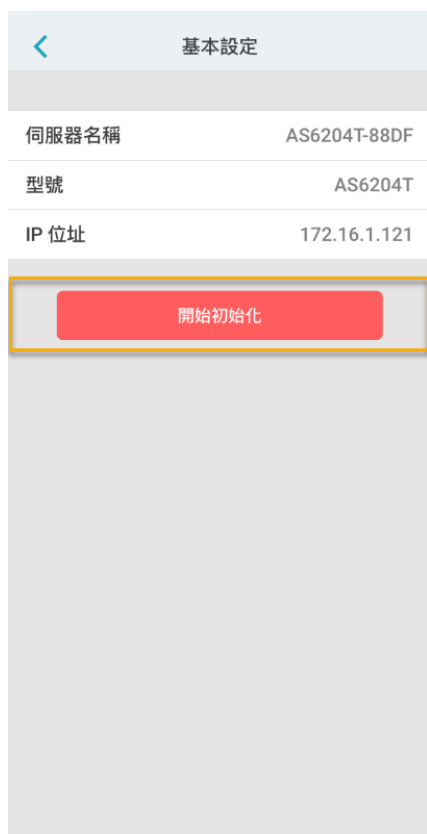 基本設定
伺服器名稱 AS6204T-88DF
型號 AS6204T
IP 位址 172.16.1.121
開始初始化